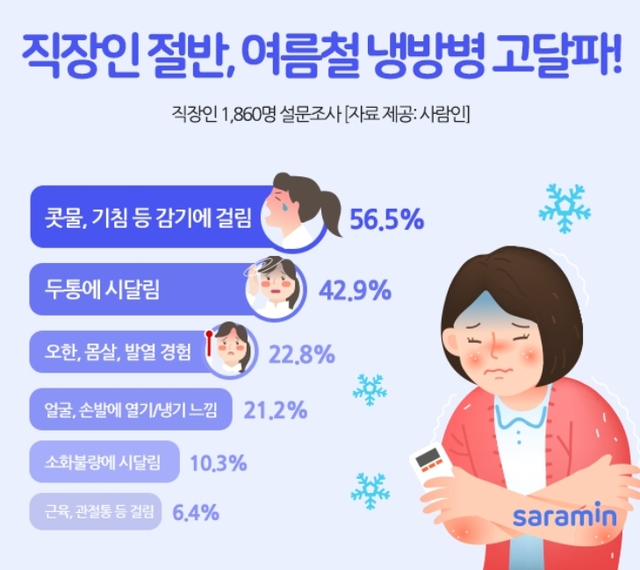 직장인 절반, 여름철 냉방병 고달파!
직장인 1,860명 설문조사 [자료 제공: 사람인]
콧물, 기침 등 감기에 걸림 56.5%
두통에 시달림 42.9%
오한, 몸살, 발열 경험 22.8%
얼굴, 손발에 열기/냉기 느낌 21.2%
소화불량에 시달림 10.3%
근육, 관절통 등 걸림 6.4%
saramin